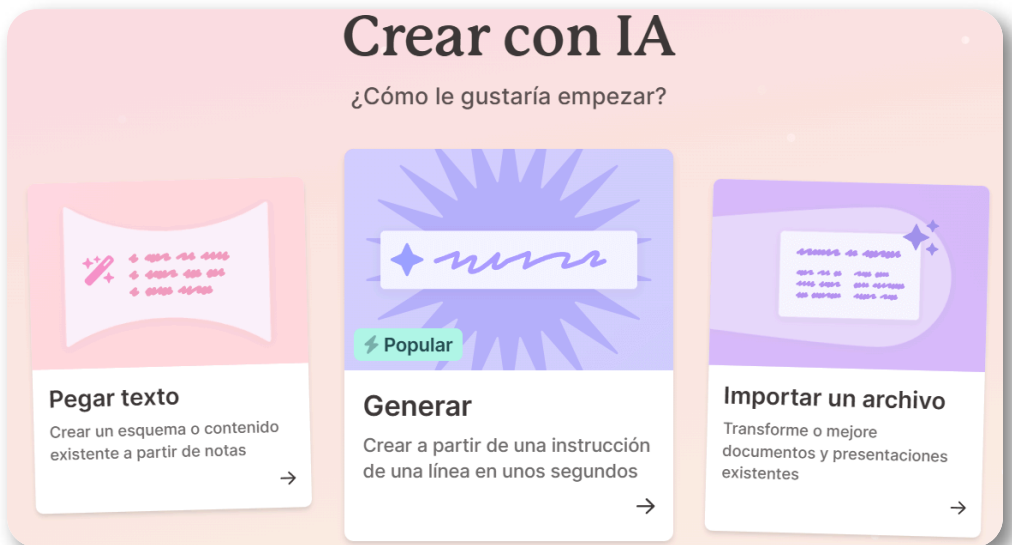 Crear con IA
¿Cómo le gustaría empezar?
Pegar texto
Crear un esquema o contenido
existente a partir de notas
Popular
Generar
Crear a partir de una instrucción
de una línea en unos segundos
Importar un archivo
Transforme o mejore
documentos y presentaciones
existentes